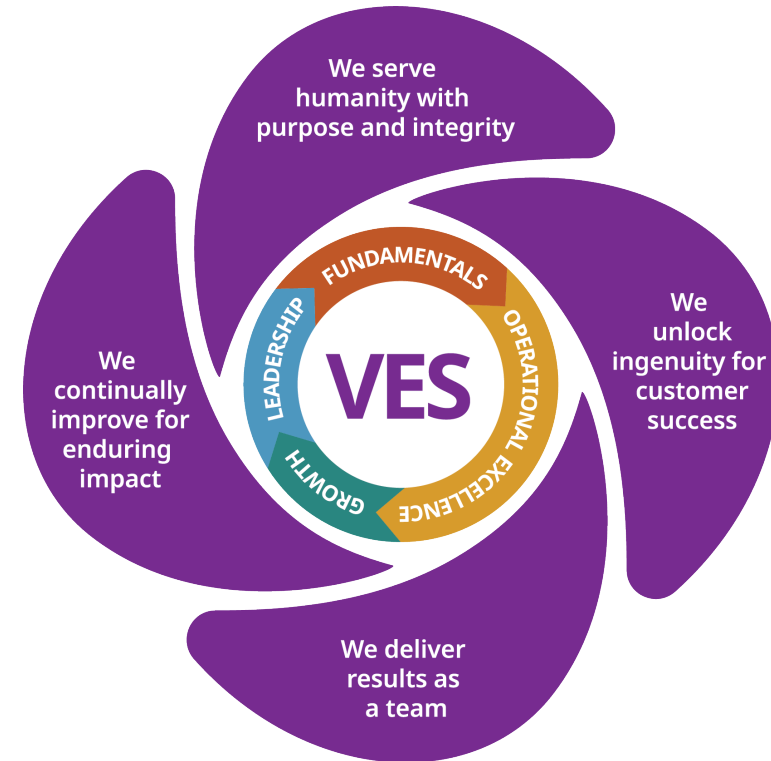 We serve
humanity with
purpose and integrity
We
unlock
ingenuity for
customer
success
We deliver
results as
a team
We
continually
improve for
enduring
impact
FUNDAMENTALS
OPERATIONAL EXCELLENCE
GROWTH
LEADERSHIP
VES